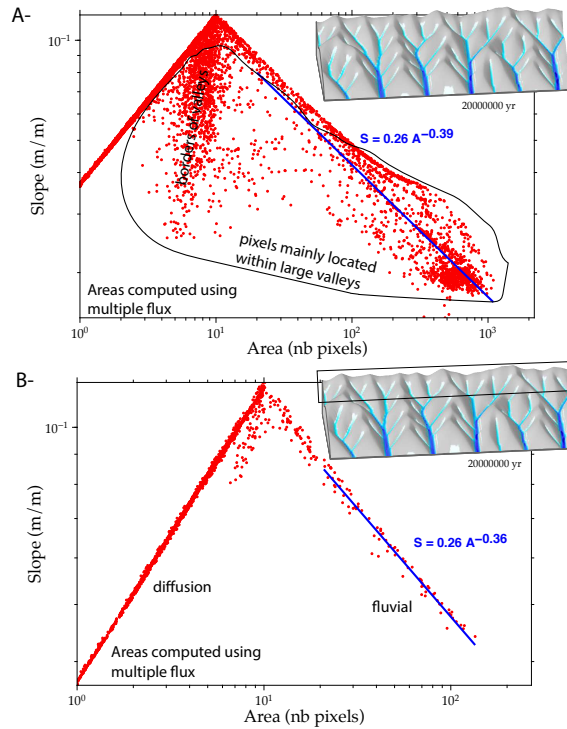 A-
10⁻¹
Slope (m/m)
borders of valleys
20000000 yr
S = 0.26 A⁻⁰·³⁹
pixels mainly located
within large valleys
Areas computed using
multiple flux
10⁰ 10¹ 10² 10³
Area (nb pixels)
B-
10⁻¹
Slope (m/m)
20000000 yr
S = 0.26 A⁻⁰·³⁶
diffusion
fluvial
Areas computed using
multiple flux
10⁰ 10¹ 10²
Area (nb pixels)